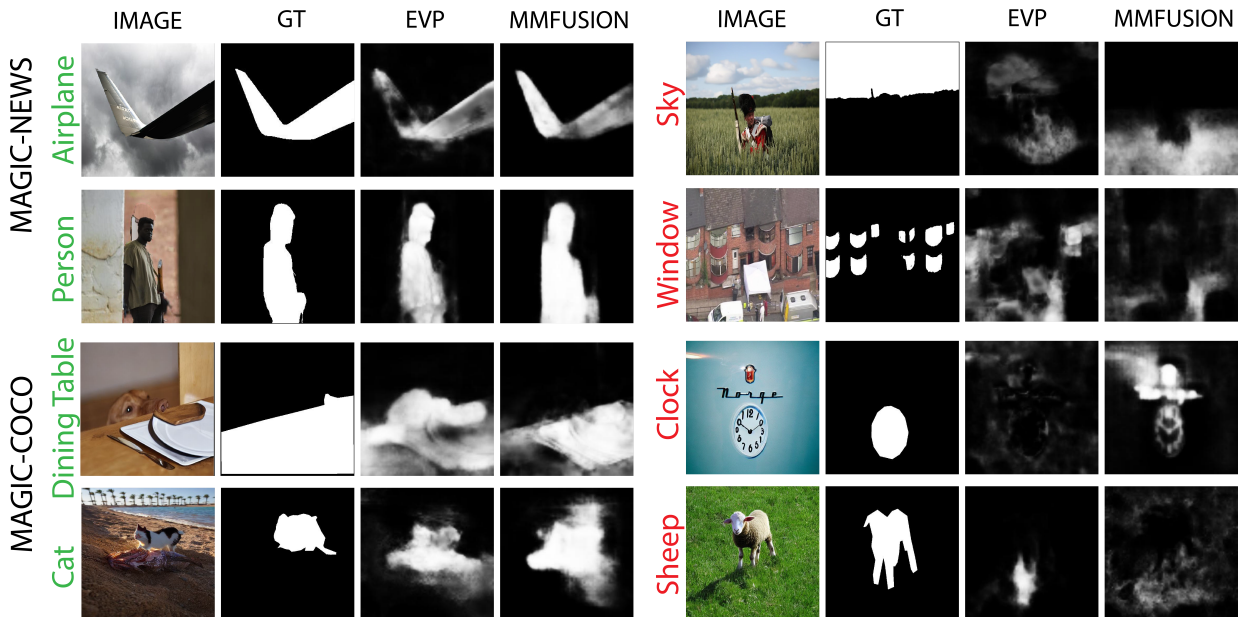 IMAGE GT EVP MMFUSION IMAGE GT EVP MMFUSION
MAGIC-NEWS
Airplane
Sky
Person
Window
MAGIC-COCO
Dining Table
Clock
Norge
12
Cat
Sheep